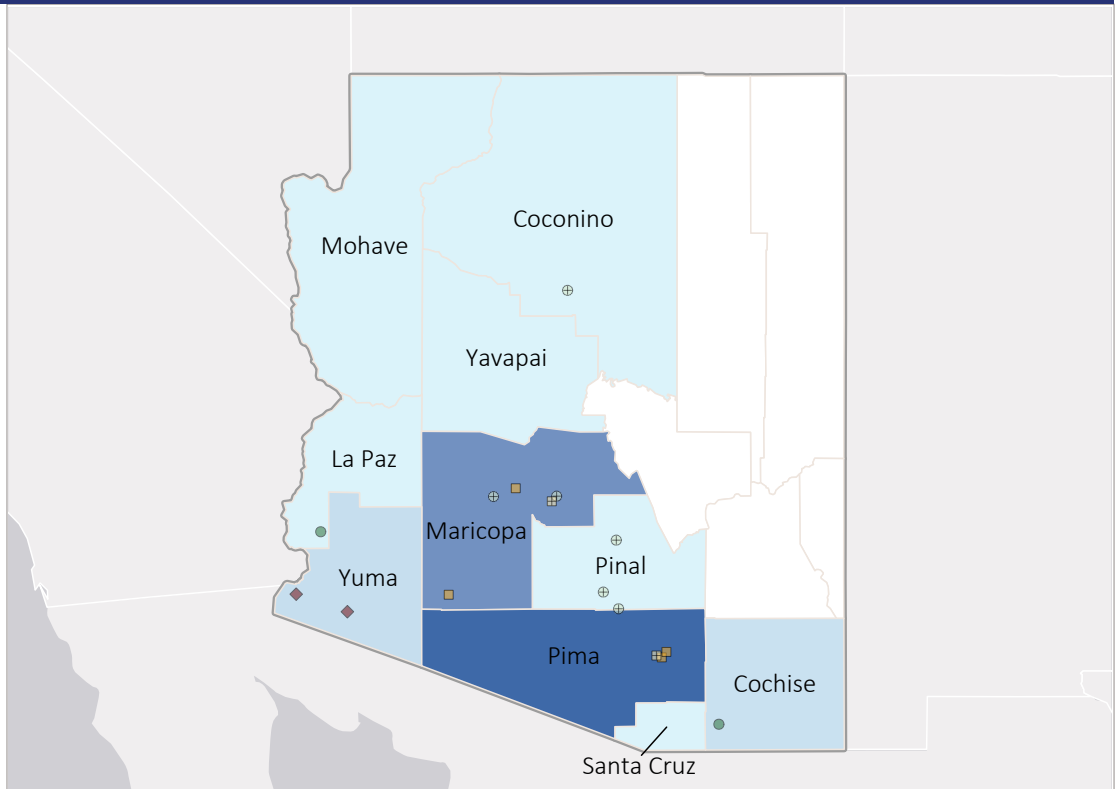 Coconino
Mohave
Yavapai
La Paz
Maricopa
Pinal
Yuma
Pima
Cochise
Santa Cruz